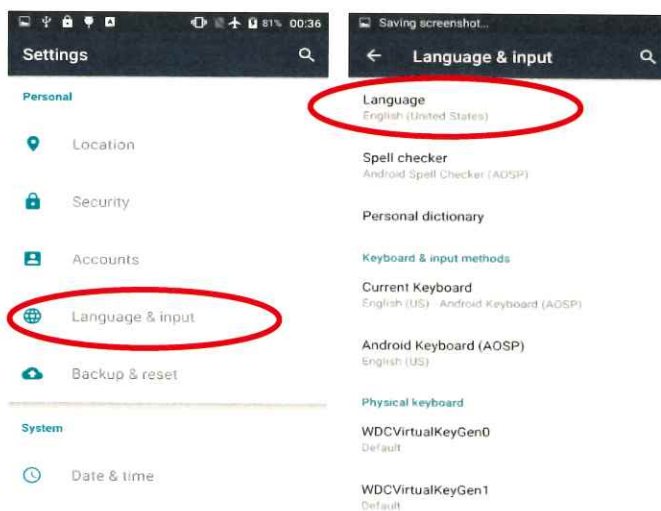 81% 00:36
Settings
Personal
Location
Security
Accounts
Language & input
Backup & reset
System
Date & time
Saving screenshot...
Language & input
Language
English (United States)
Spell checker
Android Spell Checker (AOSP)
Personal dictionary
Keyboard & input methods
Current Keyboard
English (US) - Android Keyboard (AOSP)
Android Keyboard (AOSP)
English (US)
Physical keyboard
WDCVirtualKeyGen0
Default
WDCVirtualKeyGen1
Default